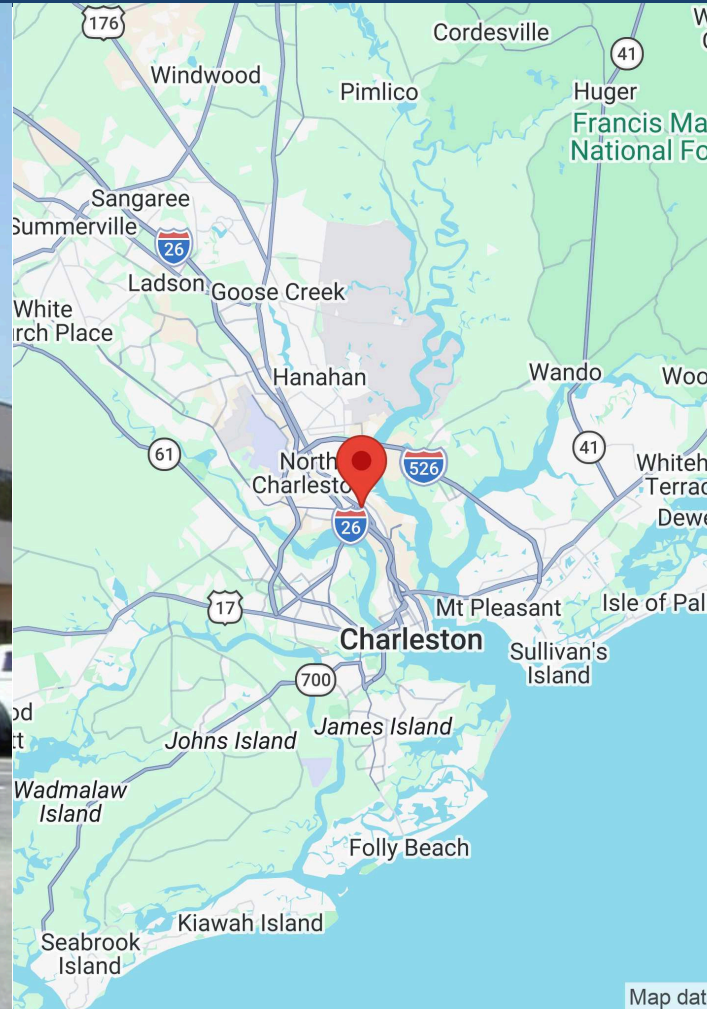 176
Cordesville
41
Windwood
Pimlico
Huger
Francis Ma
National Fo
Sangaree
Summerville
26
Ladson
Goose Creek
White
rch Place
Hanahan
Wando
Woo
61
North
Charlesto
526
41
Whiteh
Terrac
Dewe
26
17
Mt Pleasant
Isle of Pal
Charleston
Sullivan's
Island
700
James Island
Johns Island
Wadmalaw
Island
Folly Beach
Kiawah Island
Seabrook
Island
Map dat